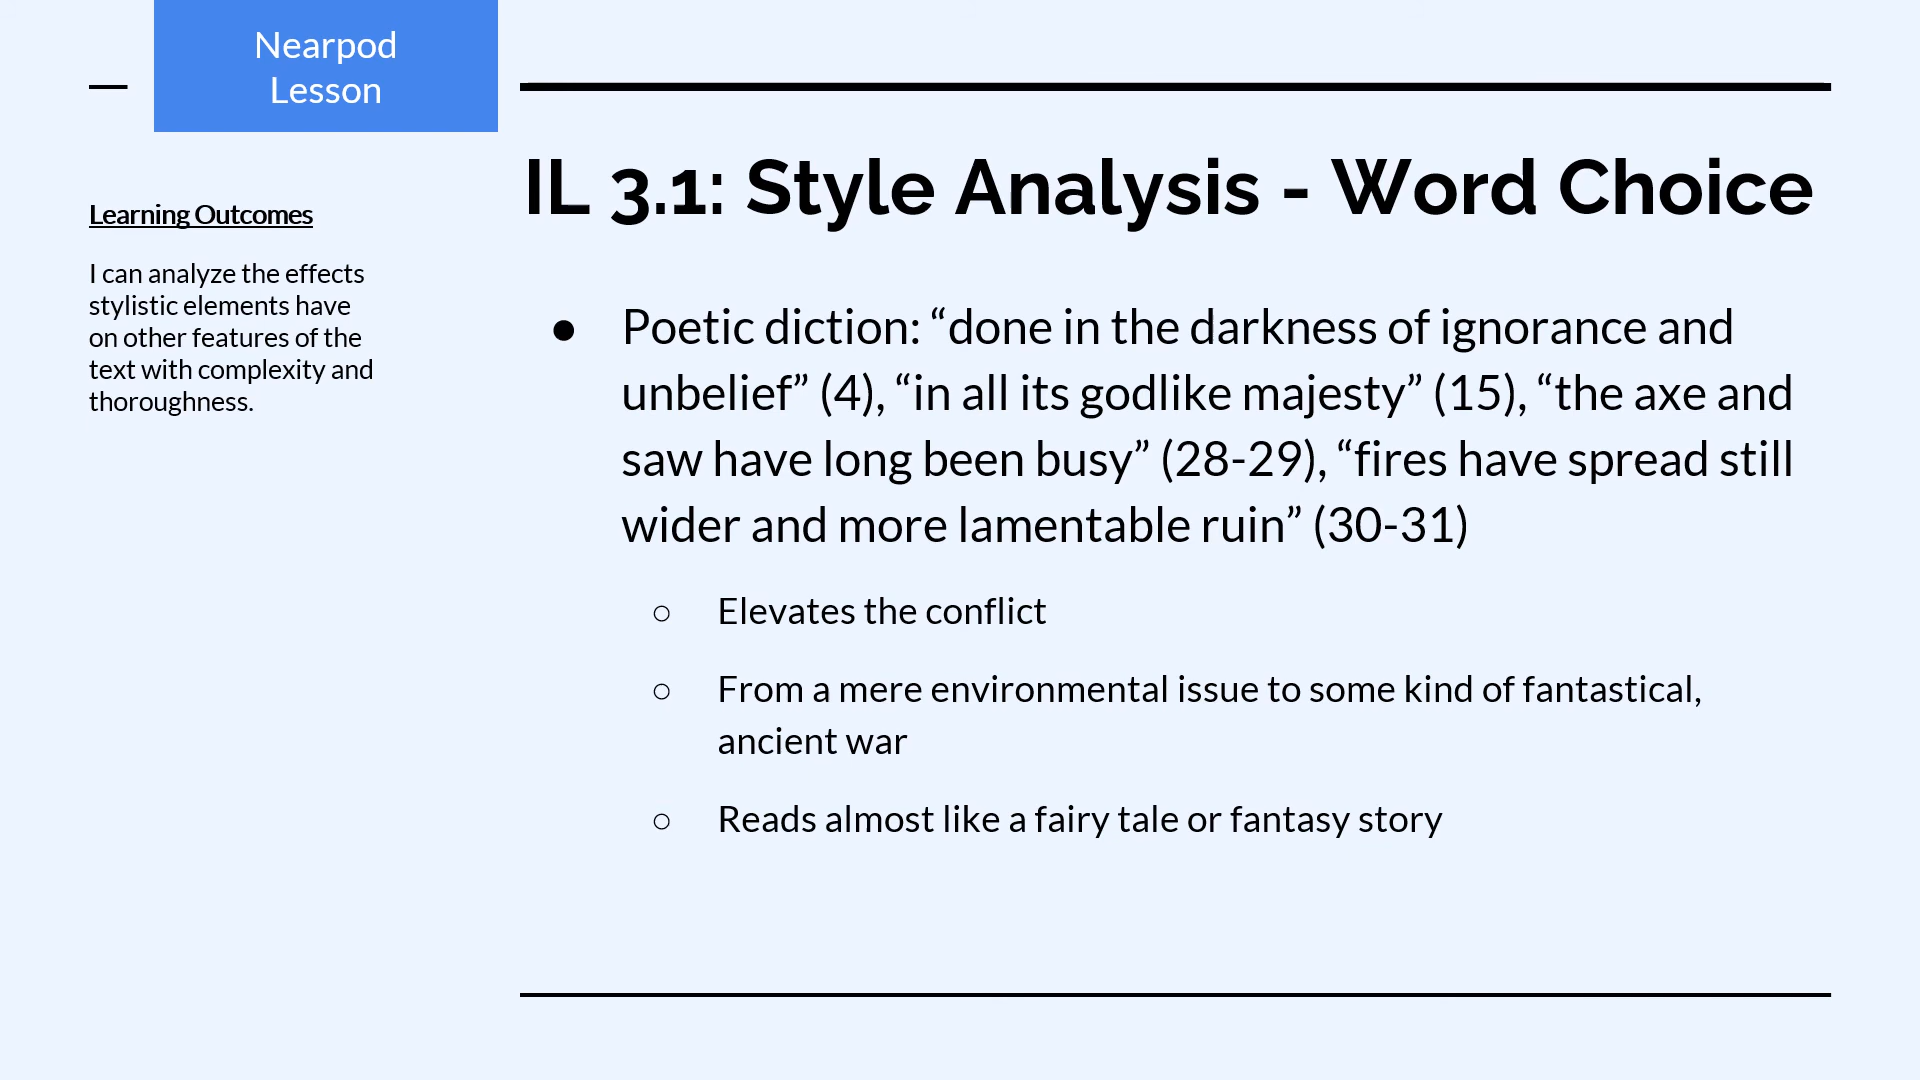 Nearpod
Lesson
Learning Outcomes
I can analyze the effects
stylistic elements have
on other features of the
text with complexity and
thoroughness.
IL 3.1: Style Analysis - Word Choice
● Poetic diction: “done in the darkness of ignorance and
unbelief” (4), “in all its godlike majesty” (15), “the axe and
saw have long been busy” (28-29), “fires have spread still
wider and more lamentable ruin” (30-31)
○ Elevates the conflict
○ From a mere environmental issue to some kind of fantastical,
ancient war
○ Reads almost like a fairy tale or fantasy story